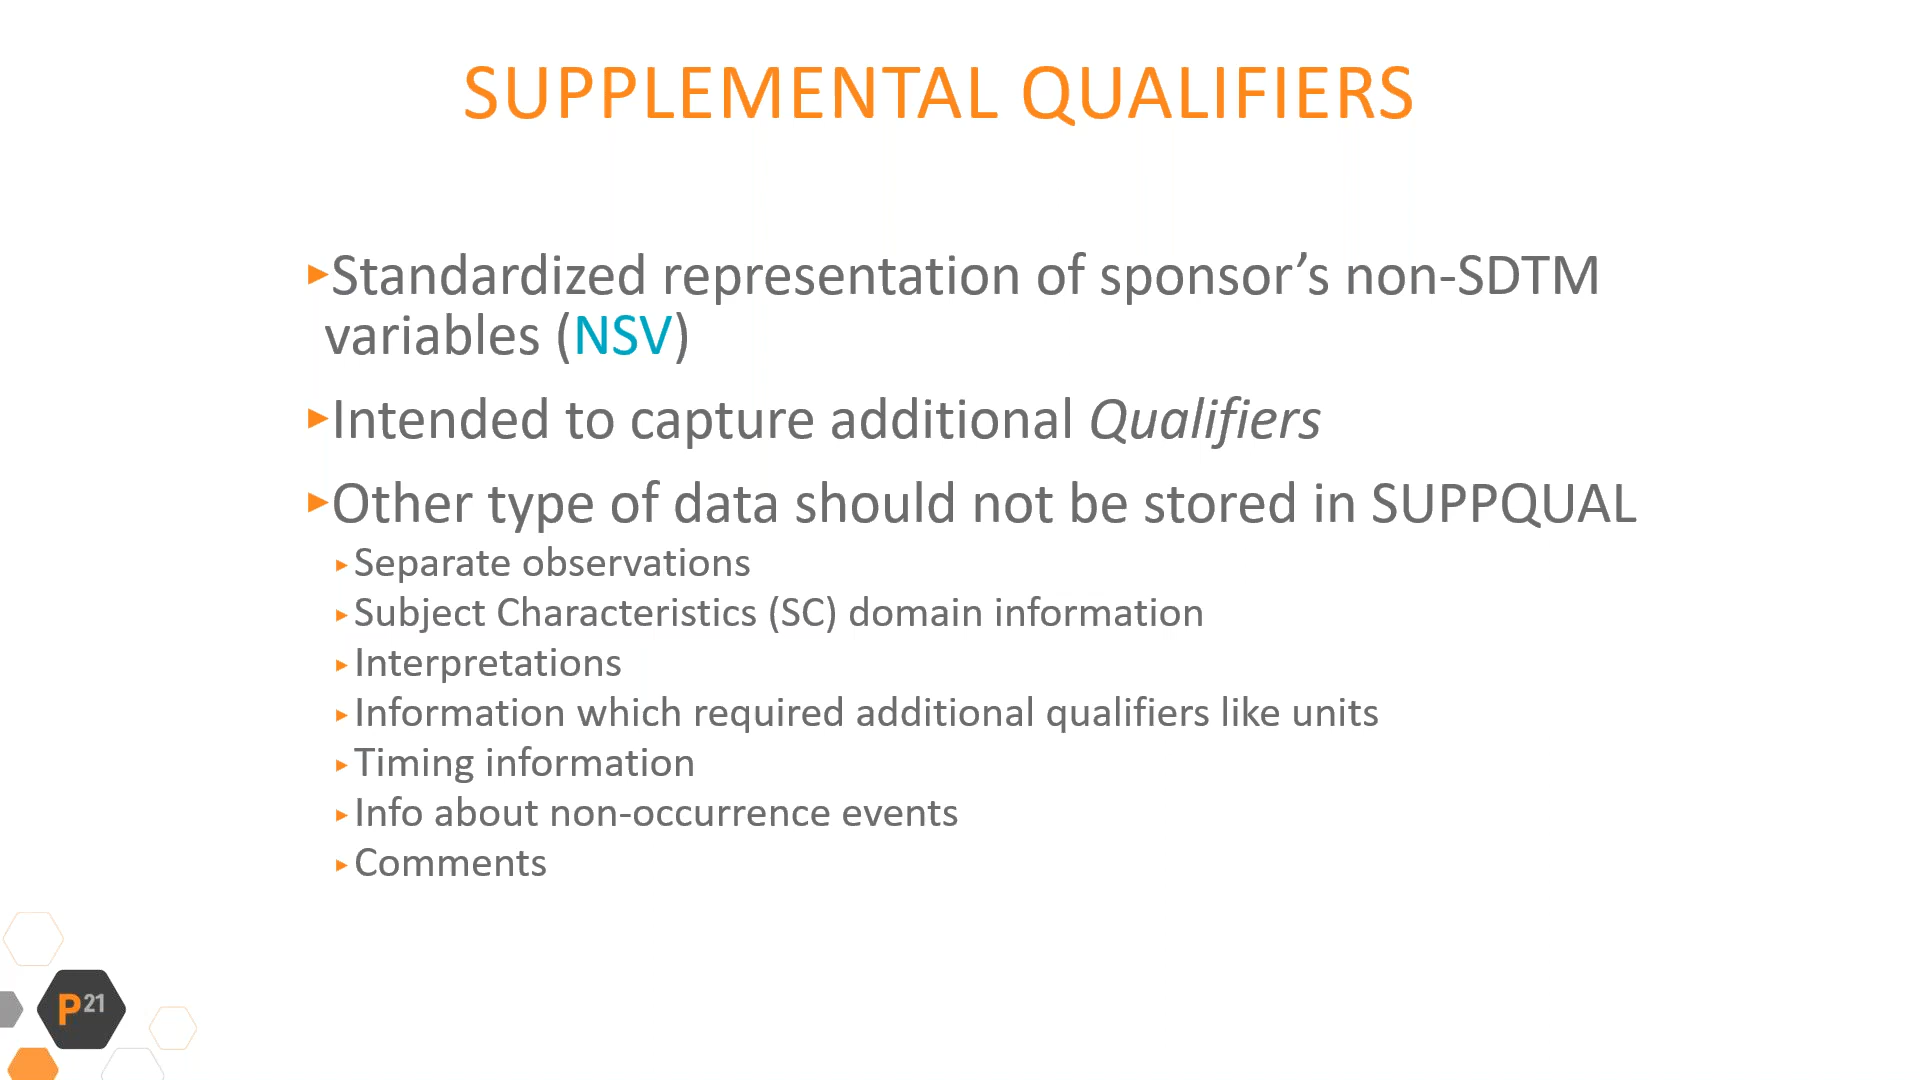 SUPPLEMENTAL QUALIFIERS
▸Standardized representation of sponsor’s non-SDTM
variables (NSV)
▸Intended to capture additional Qualifiers
▸Other type of data should not be stored in SUPPQUAL
▸Separate observations
▸Subject Characteristics (SC) domain information
▸Interpretations
▸Information which required additional qualifiers like units
▸Timing information
▸Info about non-occurrence events
▸Comments
P21